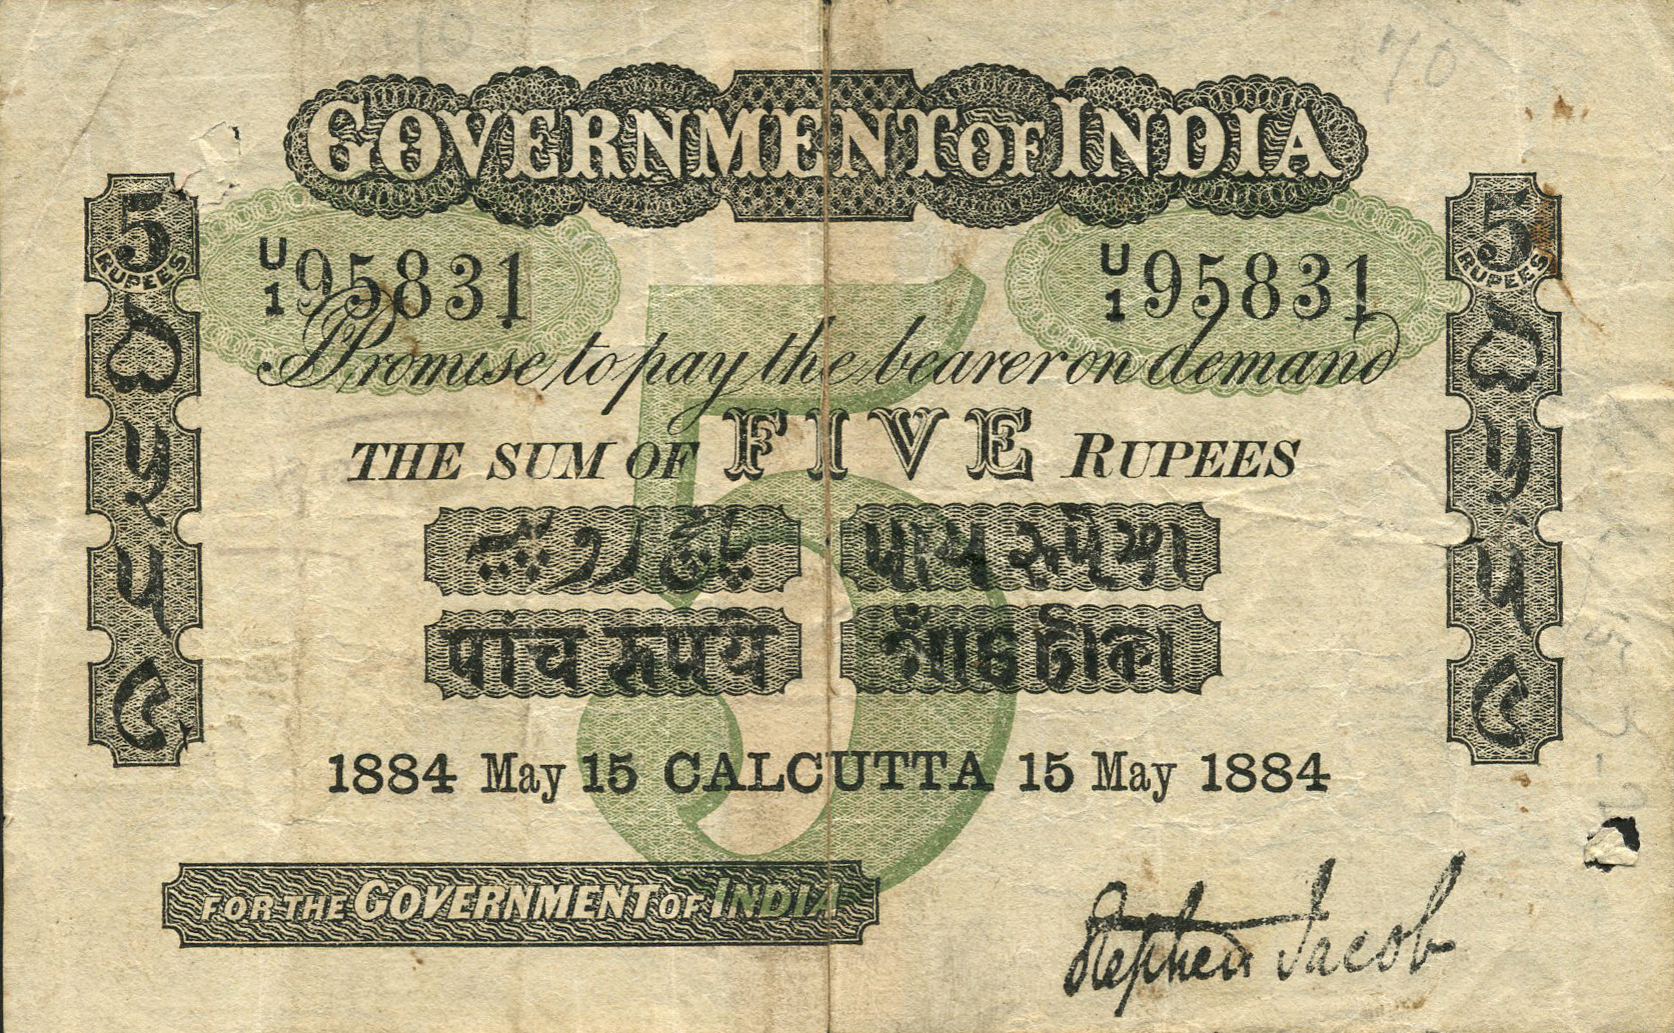 GOVERNMENT OF INDIA
U/1 95831 U/1 95831
I Promise to pay the bearer on demand
THE SUM OF FIVE RUPEES
पांच रूपये
1884 May 15 CALCUTTA 15 May 1884
FOR THE GOVERNMENT OF INDIA
Stephen Jacob
5 RUPEES
5 RUPEES
70